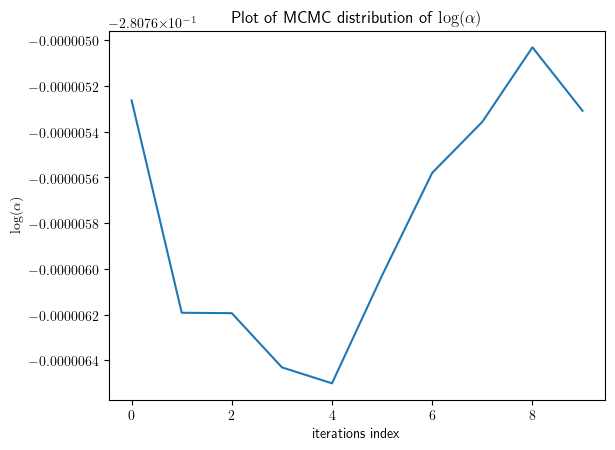 Plot of MCMC distribution of log(α)
−2.8076×10⁻¹
−0.0000050
−0.0000052
−0.0000054
−0.0000056
−0.0000058
−0.0000060
−0.0000062
−0.0000064
log(α)
0 2 4 6 8
iterations index